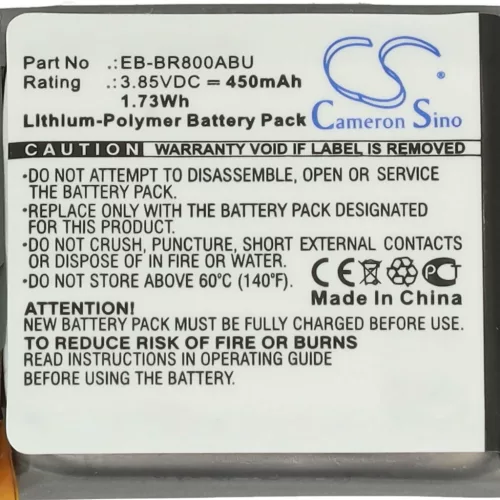 Part No .: EB-BR800ABU
Rating .: 3.85VDC ⎓ 450mAh
1.73Wh
Lithium-Polymer Battery Pack
Cameron Sino
CAUTION WARRANTY VOID IF LABEL IS REMOVED
•DO NOT ATTEMPT TO DISASSEMBLE, OPEN OR SERVICE
THE BATTERY PACK.
•REPLACE ONLY WITH BATTERY PACK DESIGNATED
FOR THIS PRODUCT.
•DO NOT CRUSH, PUNCTURE, SHORT EXTERNAL CONTACTS
OR DISPOSE OF IN FIRE OR WATER.
•DO NOT STORE ABOVE 60°C (140°F).
CE PCT
Made In China
ATTENTION!
NEW BATTERY PACK MUST BE FULLY CHARGED BEFORE USE!
TO REDUCE RISK OF FIRE OR EXPLOSION
READ INSTRUCTIONS IN OPERATING GUIDE
BEFORE USING THIS BATTERY.